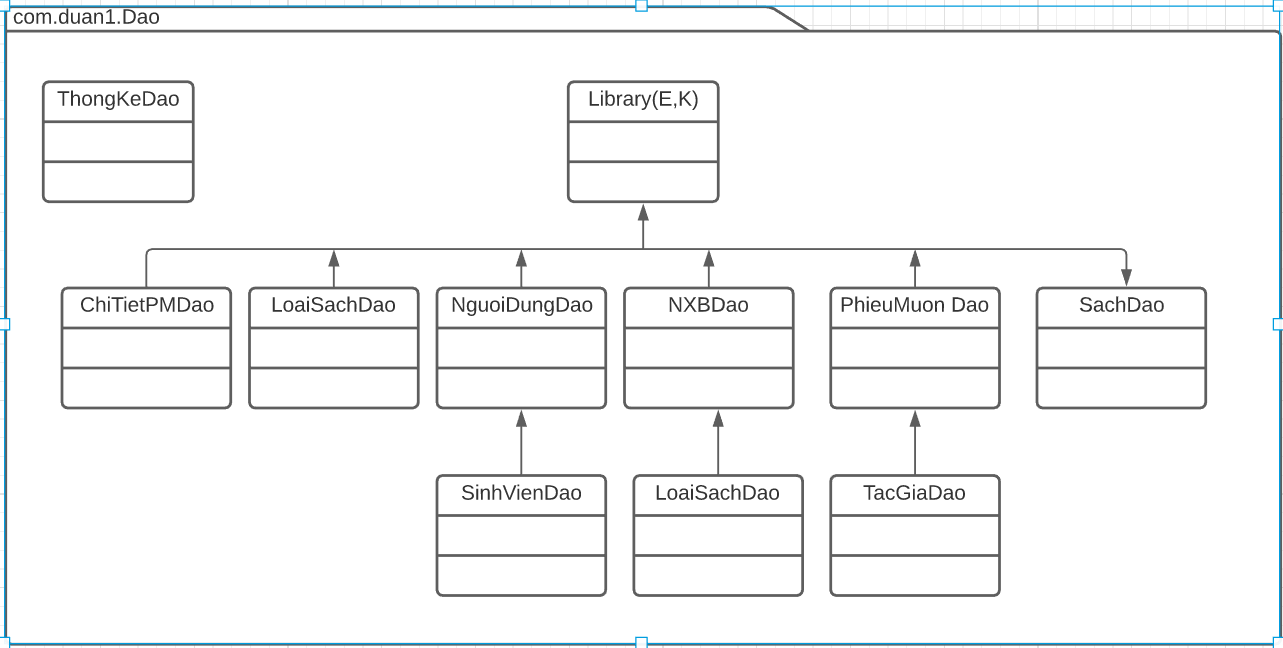 com.duan1.Dao
ThongKeDao
Library(E,K)
ChiTietPMDao
LoaiSachDao
NguoiDungDao
NXBDao
PhieuMuon Dao
SachDao
SinhVienDao
LoaiSachDao
TacGiaDao